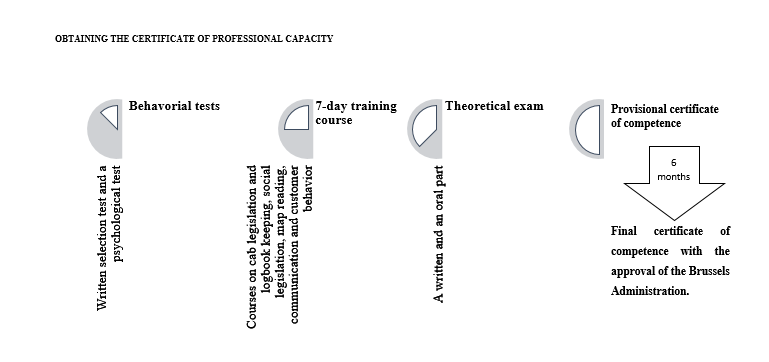 OBTAINING THE CERTIFICATE OF PROFESSIONAL CAPACITY
Behavorial tests
Written selection test and a
psychological test
7-day training
course
Courses on cab legislation and
logbook keeping, social
legislation, map reading,
communication and customer
behavior
Theoretical exam
A written and an oral part
Provisional certificate
of competence
6
months
Final certificate of
competence with the
approval of the Brussels
Administration.